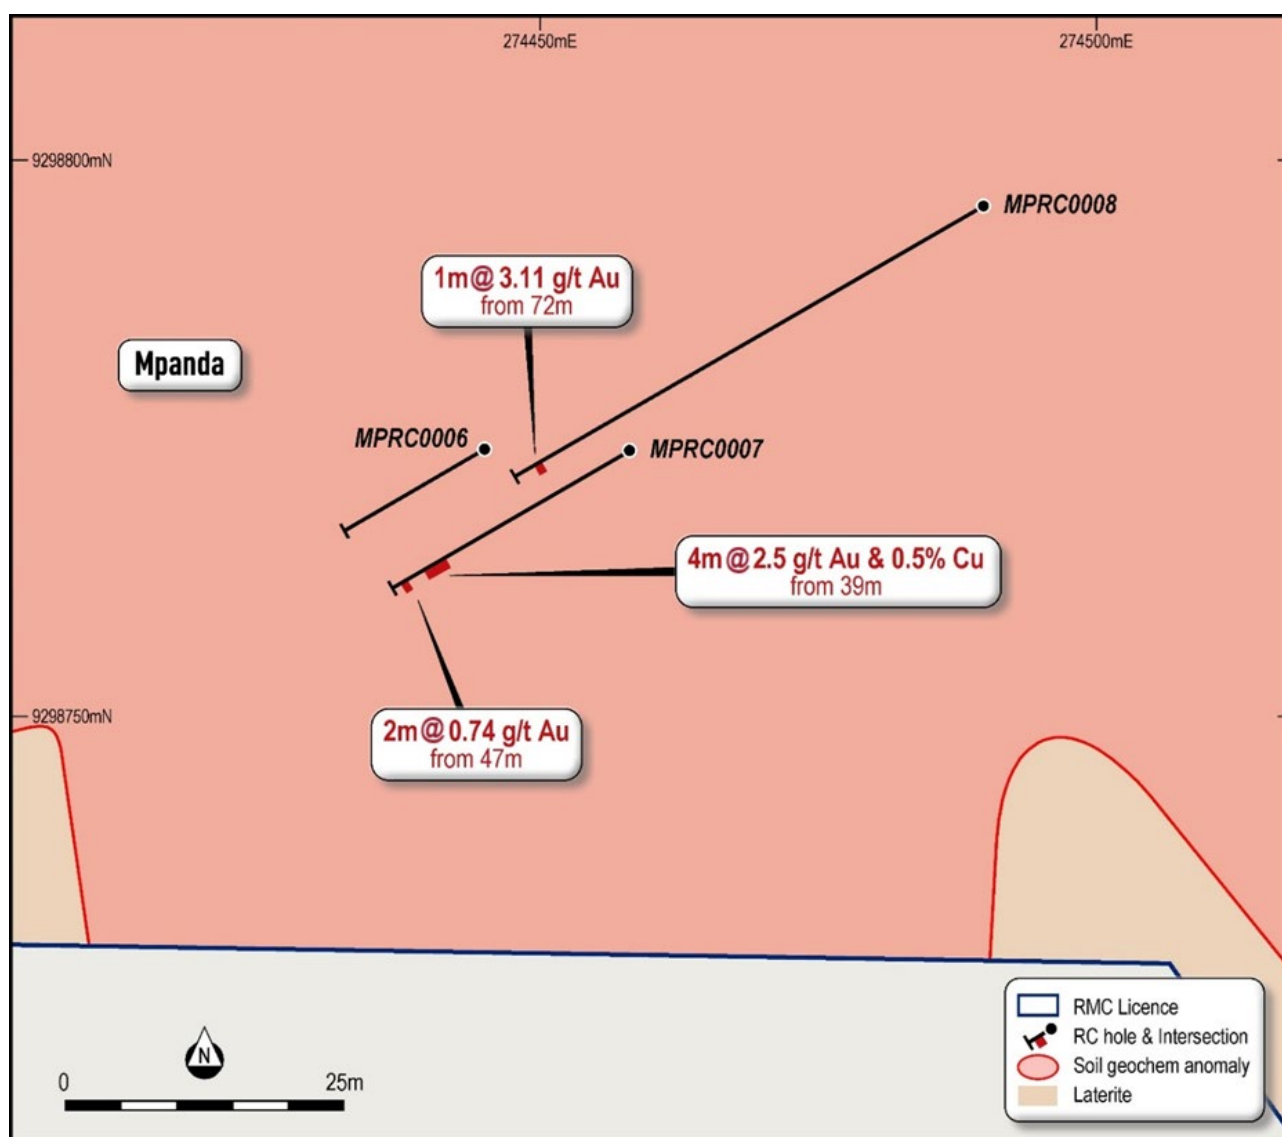 274450mE
274500mE
9298800mN
MPRC0008
1m@ 3.11 g/t Au
from 72m
Mpanda
MPRC0006
MPRC0007
4m@ 2.5 g/t Au & 0.5% Cu
from 39m
9298750mN
2m@ 0.74 g/t Au
from 47m
N
0
25m
RMC Licence
RC hole & Intersection
Soil geochem anomaly
Laterite